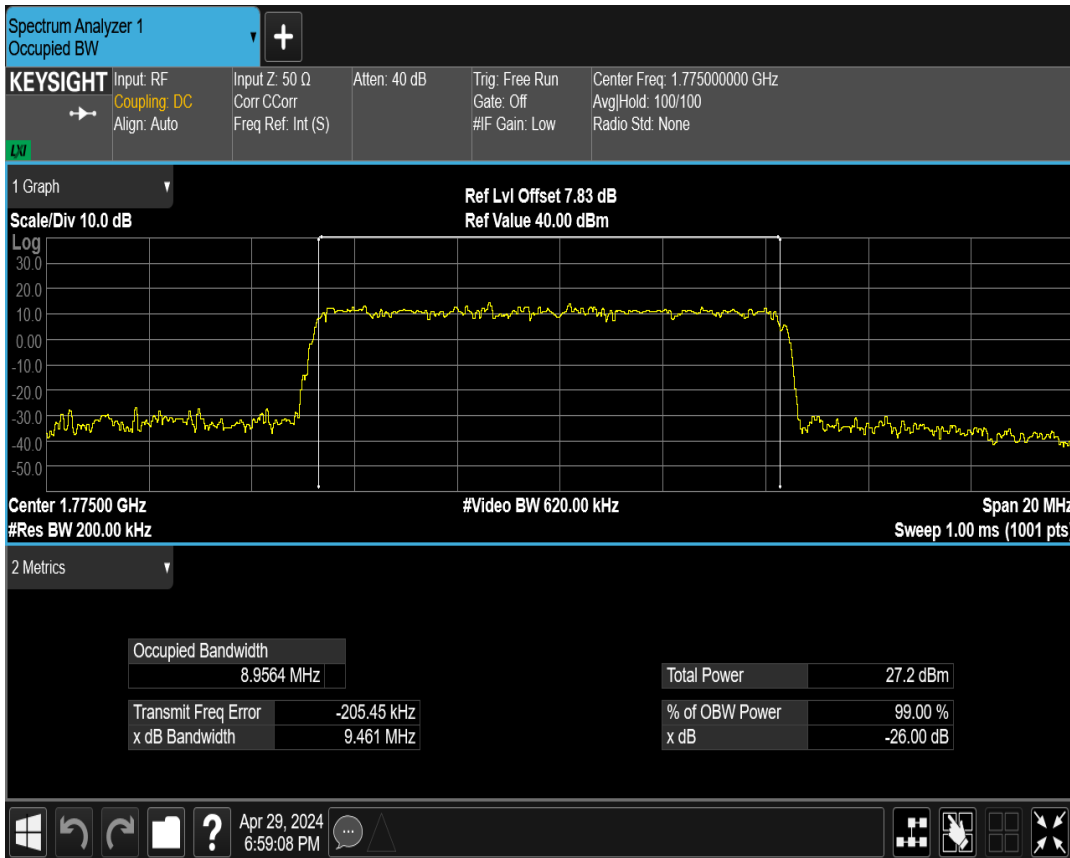 Spectrum Analyzer 1
Occupied BW
+
KEYSIGHT
LXI
Input: RF
Coupling: DC
Align: Auto
Input Z: 50 Ω
Corr CCorr
Freq Ref: Int (S)
Atten: 40 dB
Trig: Free Run
Gate: Off
#IF Gain: Low
Center Freq: 1.775000000 GHz
Avg|Hold: 100/100
Radio Std: None
1 Graph
Scale/Div 10.0 dB
Ref Lvl Offset 7.83 dB
Ref Value 40.00 dBm
Log
30.0
20.0
10.0
0.00
-10.0
-20.0
-30.0
-40.0
-50.0
Center 1.77500 GHz
#Video BW 620.00 kHz
Span 20 MHz
#Res BW 200.00 kHz
Sweep 1.00 ms (1001 pts)
2 Metrics
Occupied Bandwidth
8.9564 MHz
Total Power 27.2 dBm
Transmit Freq Error -205.45 kHz
% of OBW Power 99.00 %
x dB Bandwidth 9.461 MHz
x dB -26.00 dB
?
Apr 29, 2024
6:59:08 PM